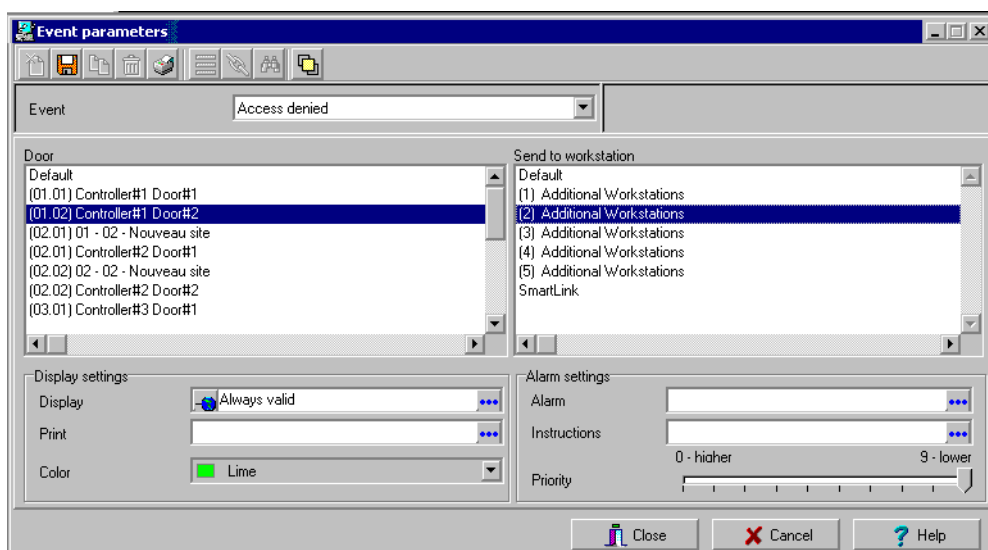 Event parameters
Event
Access denied
Door
Default
(01.01) Controller#1 Door#1
(01.02) Controller#1 Door#2
(02.01) 01 - 02 - Nouveau site
(02.01) Controller#2 Door#1
(02.02) 02 - 02 - Nouveau site
(02.02) Controller#2 Door#2
(03.01) Controller#3 Door#1
Send to workstation
Default
(1) Additional Workstations
(2) Additional Workstations
(3) Additional Workstations
(4) Additional Workstations
(5) Additional Workstations
SmartLink
Display settings
Display
Always valid
Print
Color
Lime
Alarm settings
Alarm
Instructions
0 - higher
9 - lower
Priority
Close
Cancel
Help